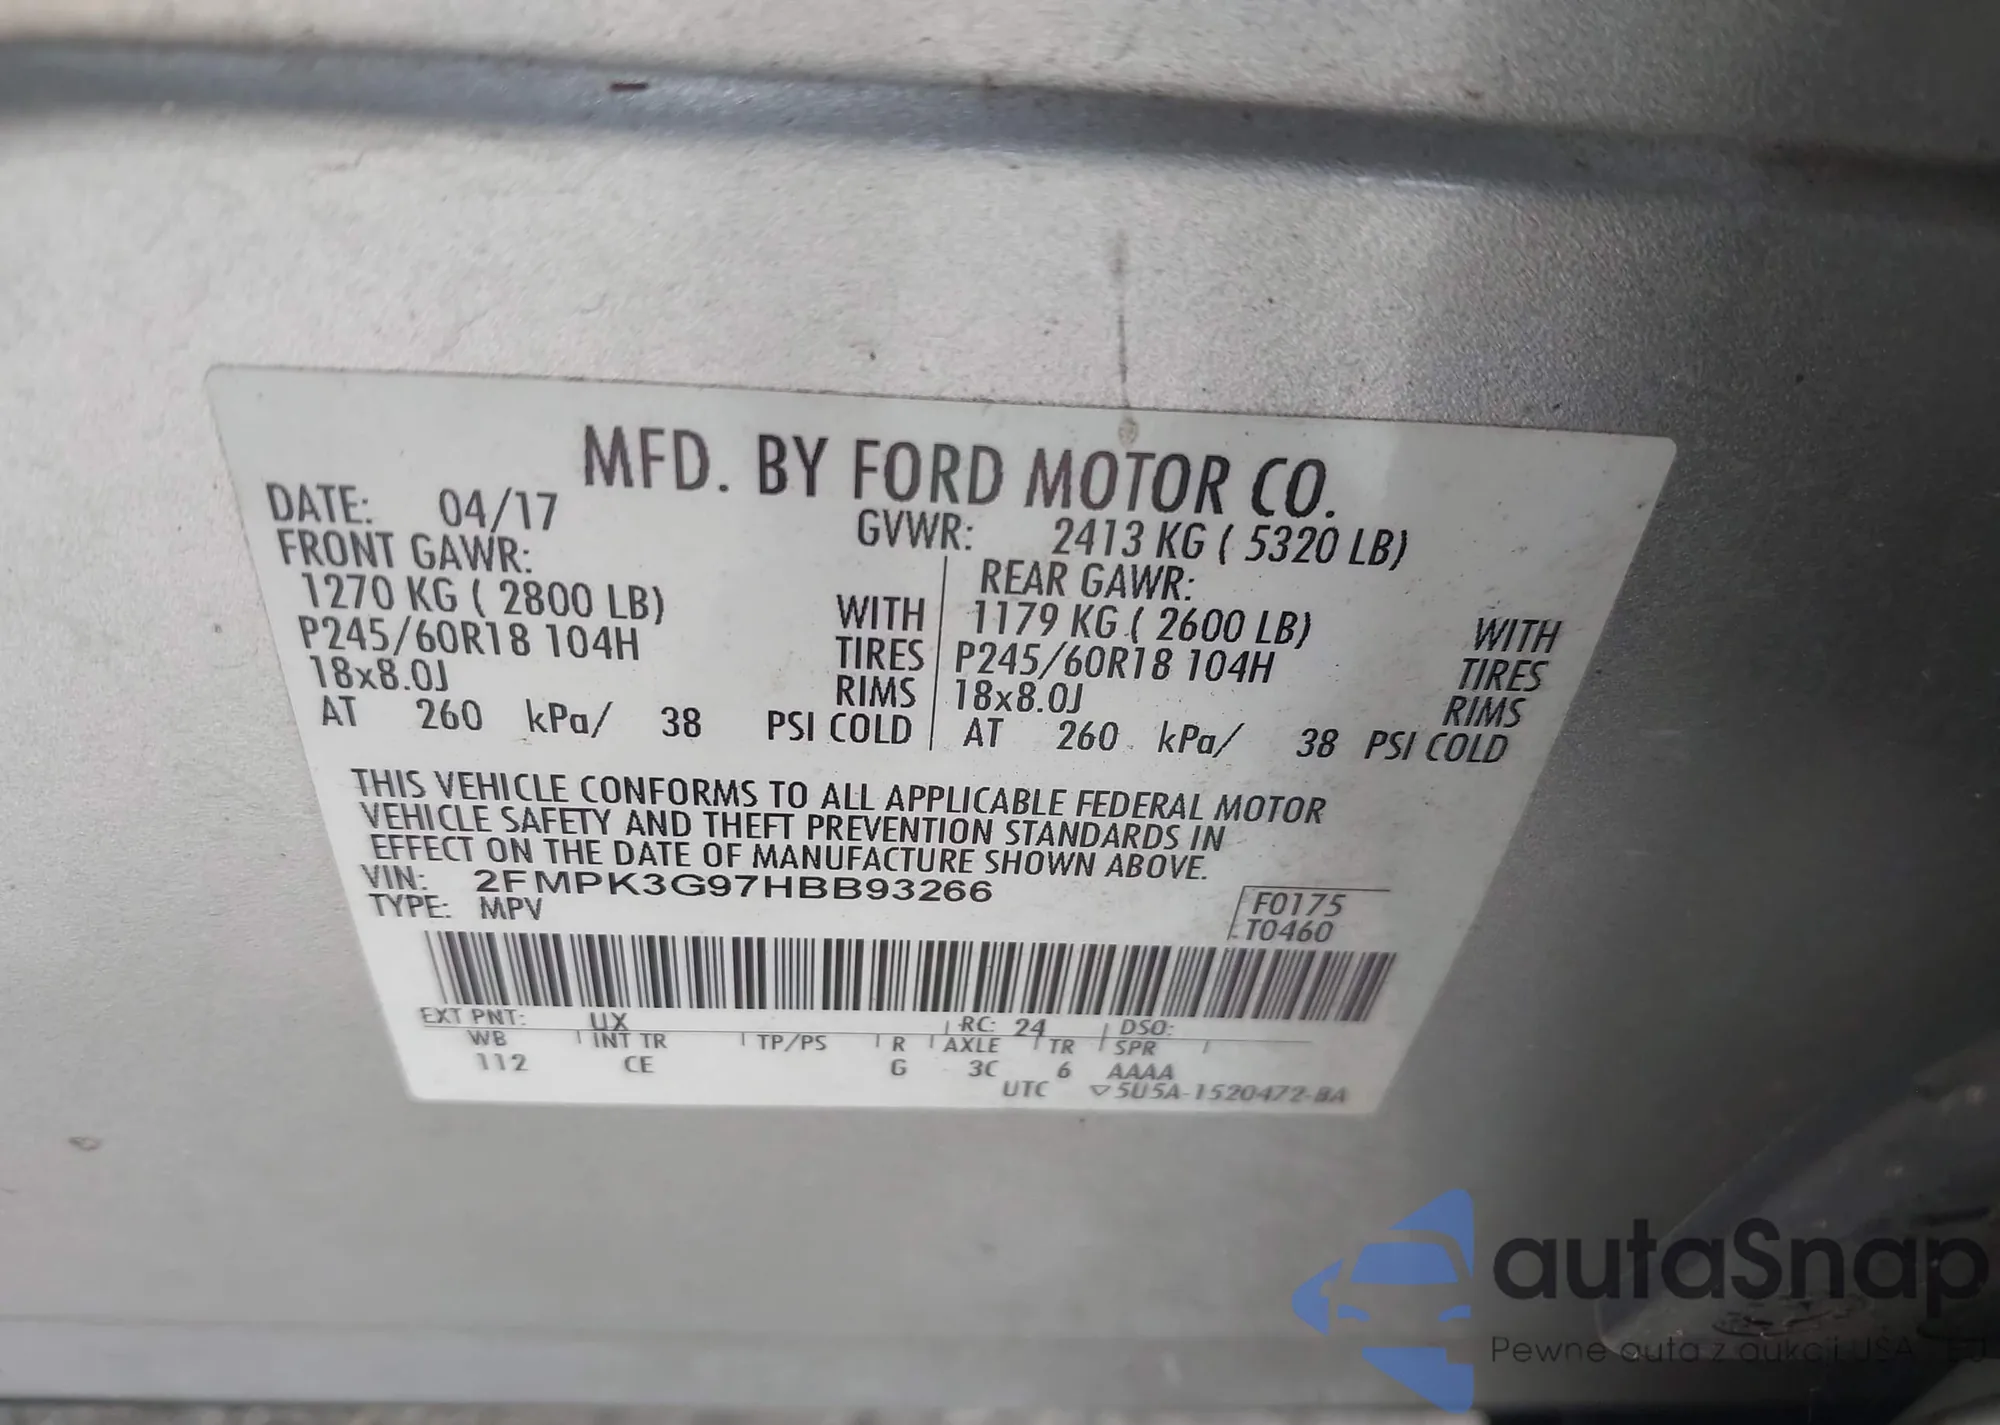 MFD. BY FORD MOTOR CO.
DATE: 04/17 GVWR: 2413 KG ( 5320 LB)
FRONT GAWR: REAR GAWR:
1270 KG ( 2800 LB) WITH 1179 KG ( 2600 LB) WITH
P245/60R18 104H TIRES P245/60R18 104H TIRES
18x8.0J RIMS 18x8.0J RIMS
AT 260 kPa/ 38 PSI COLD AT 260 kPa/ 38 PSI COLD
THIS VEHICLE CONFORMS TO ALL APPLICABLE FEDERAL MOTOR
VEHICLE SAFETY AND THEFT PREVENTION STANDARDS IN
EFFECT ON THE DATE OF MANUFACTURE SHOWN ABOVE.
VIN: 2FMPK3G97HBB93266 F0175
TYPE: MPV T0460
EXT PNT: UX RC: 24 DSO:
WB INT TR TP/PS R AXLE TR SPR
112 CE G 3C 6 AAAA
UTC ▽5U5A-1520472-BA
autaSnap
Pewne auta z aukcji USA i EU